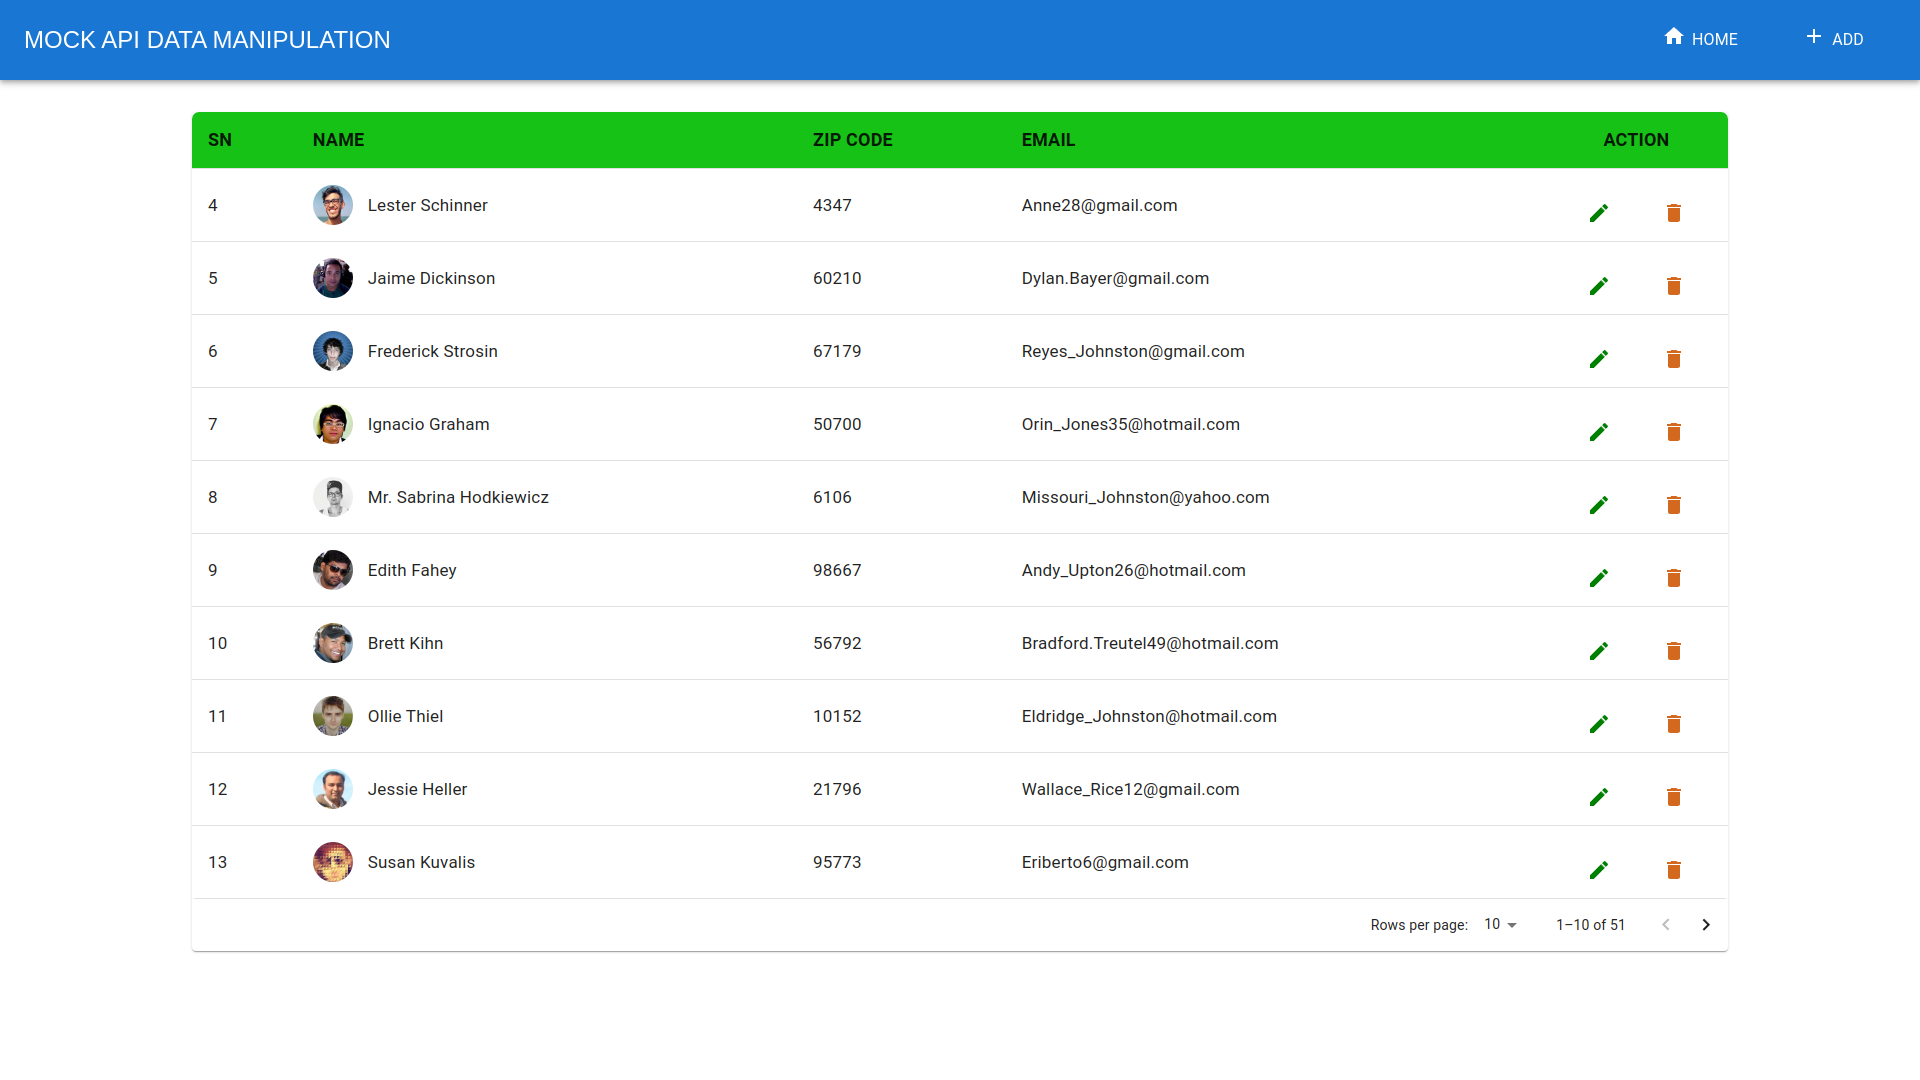 MOCK API DATA MANIPULATION HOME ADD
SN NAME ZIP CODE EMAIL ACTION
4 Lester Schinner 4347 Anne28@gmail.com
5 Jaime Dickinson 60210 Dylan.Bayer@gmail.com
6 Frederick Strosin 67179 Reyes_Johnston@gmail.com
7 Ignacio Graham 50700 Orin_Jones35@hotmail.com
8 Mr. Sabrina Hodkiewicz 6106 Missouri_Johnston@yahoo.com
9 Edith Fahey 98667 Andy_Upton26@hotmail.com
10 Brett Kihn 56792 Bradford.Treutel49@hotmail.com
11 Ollie Thiel 10152 Eldridge_Johnston@hotmail.com
12 Jessie Heller 21796 Wallace_Rice12@gmail.com
13 Susan Kuvalis 95773 Eriberto6@gmail.com
Rows per page: 10 1–10 of 51